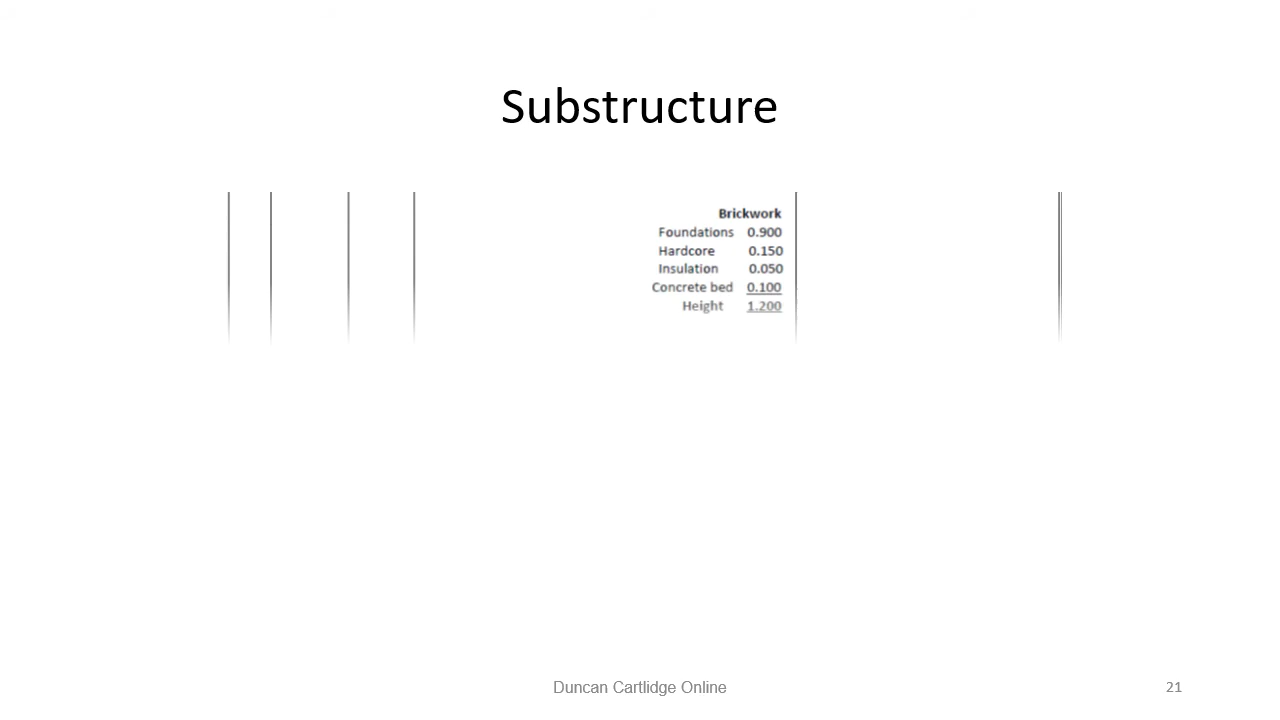 Substructure
Brickwork
Foundations 0.900
Hardcore 0.150
Insulation 0.050
Concrete bed 0.100
Height 1.200
Duncan Cartlidge Online
21